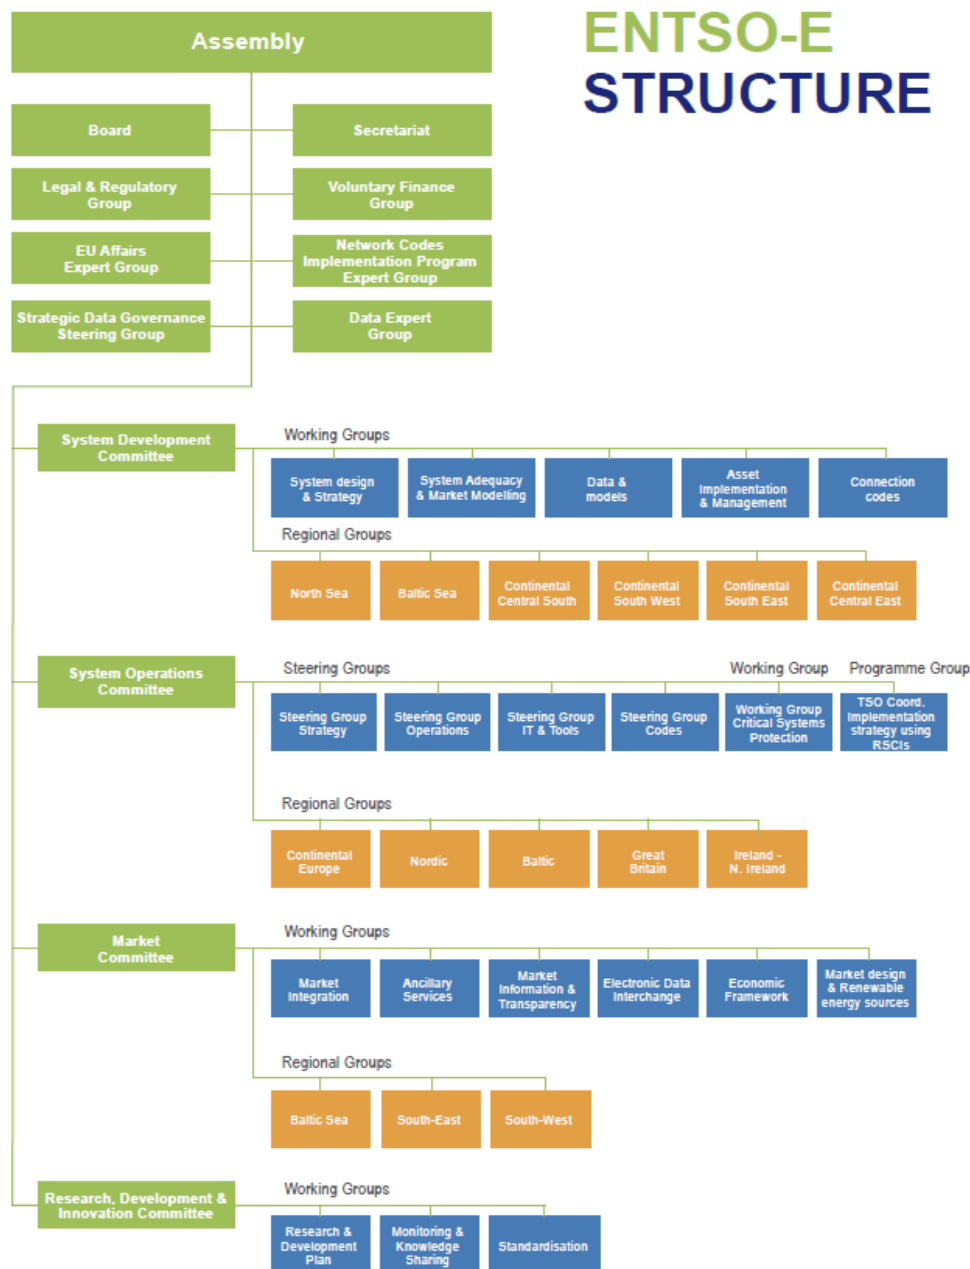 Assembly
ENTSO-E
STRUCTURE
Board
Secretariat
Legal & Regulatory
Group
Voluntary Finance
Group
EU Affairs
Expert Group
Network Codes
Implementation Program
Expert Group
Strategic Data Governance
Steering Group
Data Expert
Group
System Development
Committee
Working Groups
System design
& Strategy
System Adequacy
& Market Modelling
Data &
models
Asset
Implementation
& Management
Connection
codes
Regional Groups
North Sea
Baltic Sea
Continental
Central South
Continental
South West
Continental
South East
Continental
Central East
System Operations
Committee
Steering Groups
Working Group
Programme Group
Steering Group
Strategy
Steering Group
Operations
Steering Group
IT & Tools
Steering Group
Codes
Working Group
Critical Systems
Protection
TSO Coord.
Implementation
strategy using
RSCIs
Regional Groups
Continental
Europe
Nordic
Baltic
Great
Britain
Ireland -
N. Ireland
Market
Committee
Working Groups
Market
Integration
Ancillary
Services
Market
Information &
Transparency
Electronic Data
Interchange
Economic
Framework
Market design
& Renewable
energy sources
Regional Groups
Baltic Sea
South-East
South-West
Research, Development &
Innovation Committee
Working Groups
Research &
Development
Plan
Monitoring &
Knowledge
Sharing
Standardisation